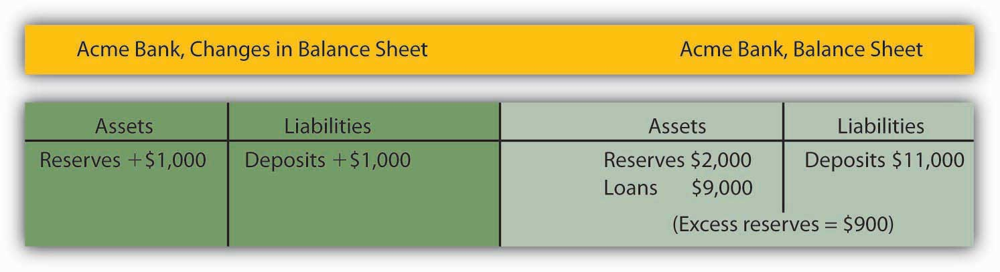 Acme Bank, Changes in Balance Sheet Acme Bank, Balance Sheet
Assets Liabilities Assets Liabilities
Reserves +$1,000 Deposits +$1,000 Reserves $2,000 Deposits $11,000
Loans $9,000
(Excess reserves = $900)